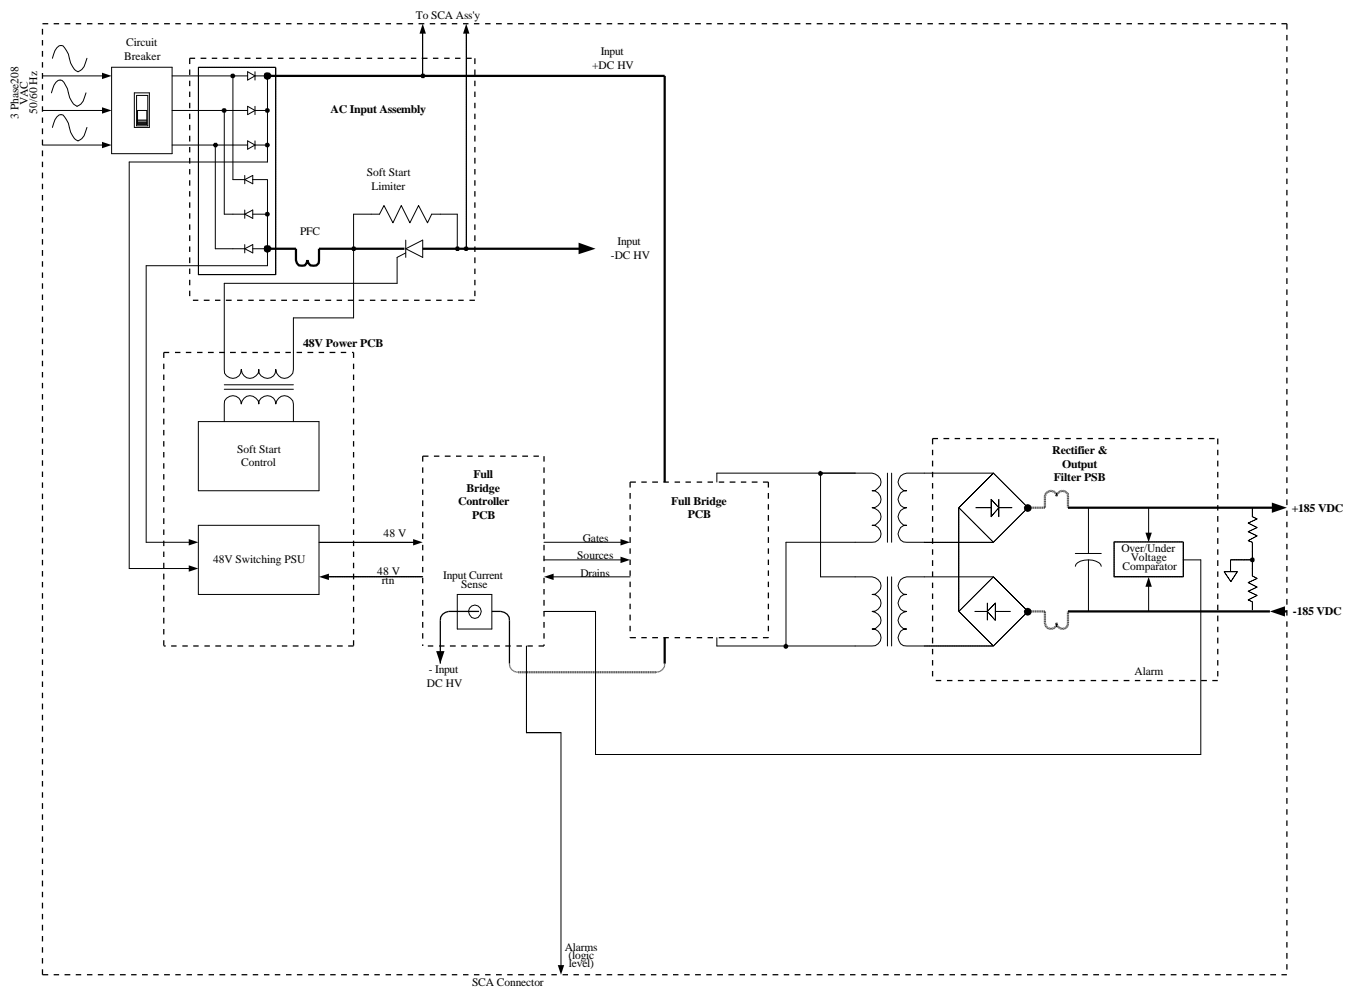 To SCA Ass'y
Circuit
Breaker
3 Phase208
VAC
50/60 Hz
Input
+DC HV
AC Input Assembly
Soft Start
Limiter
PFC
Input
-DC HV
48V Power PCB
Soft Start
Control
48V Switching PSU
48 V
48 V
rtn
Full
Bridge
Controller
PCB
Input Current
Sense
- Input
DC HV
Gates
Sources
Drains
Full Bridge
PCB
Rectifier &
Output
Filter PSB
+185 VDC
Over/Under
Voltage
Comparator
-185 VDC
Alarm
Alarms
(logic
level)
SCA Connector